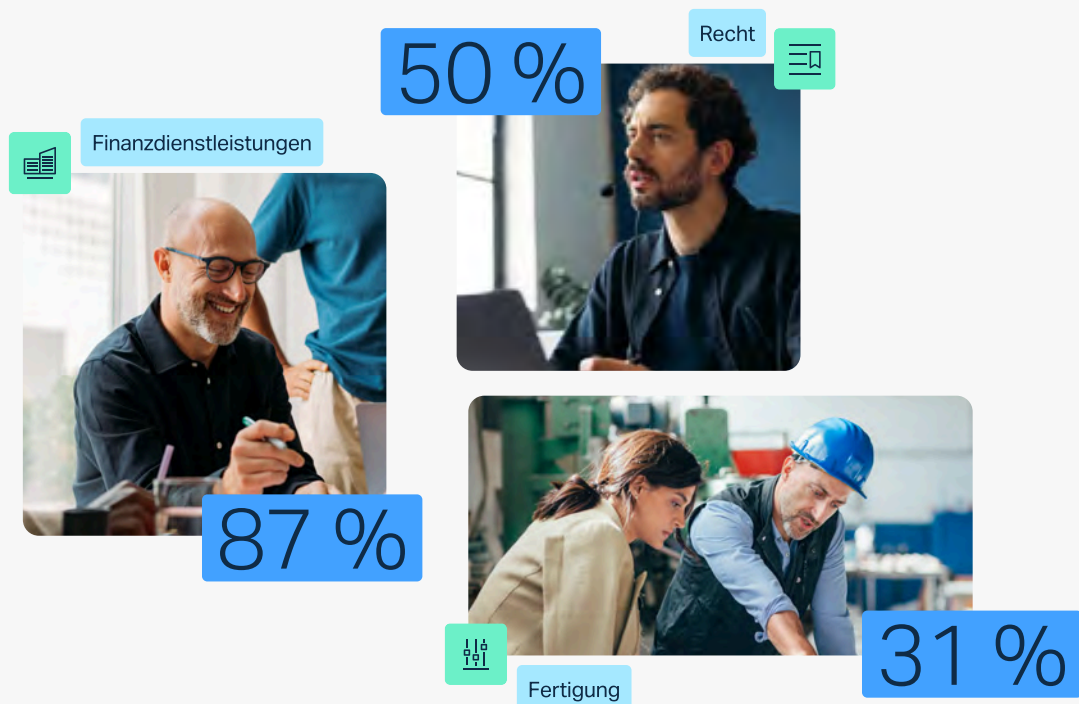 Finanzdienstleistungen
87 %
Recht
50 %
Fertigung
31 %